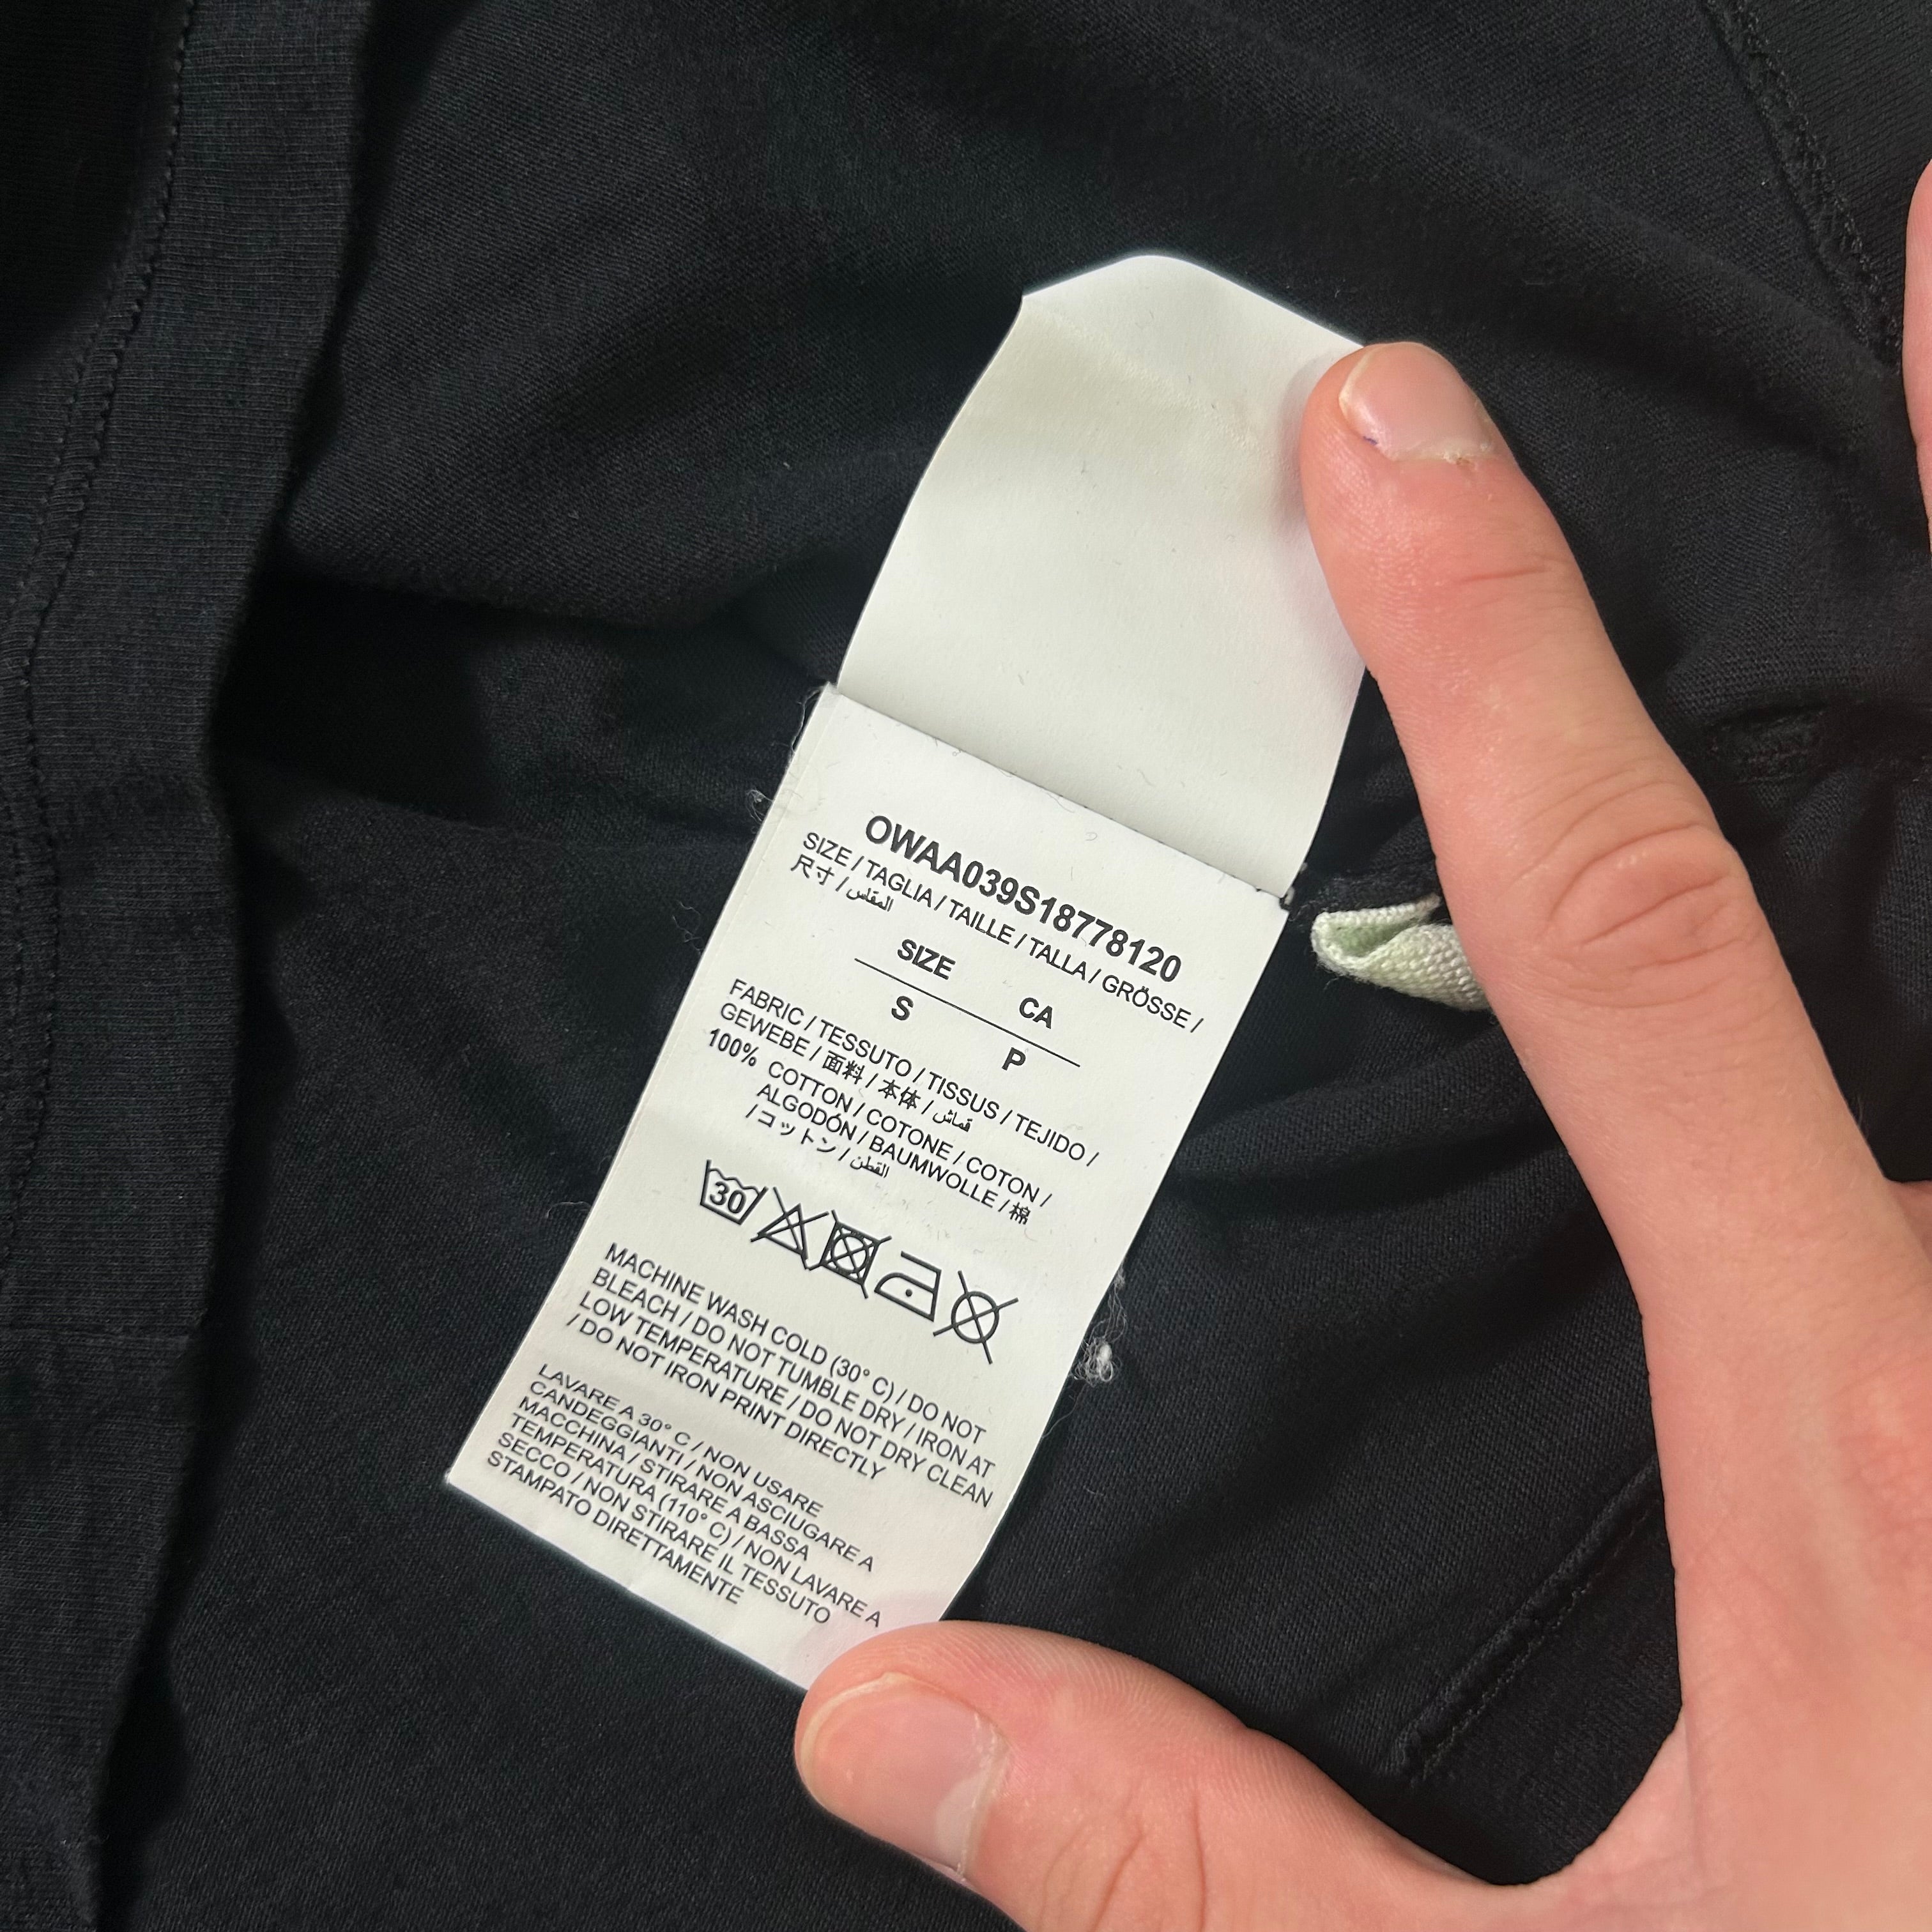 OWAA039S18778120
SIZE / TAGLIA / TAILLE / TALLA / GRÖSSE /
尺寸 / المقاس
SIZE CA
S P
FABRIC / TESSUTO / TISSUS / TEJIDO /
GEWEBE / 面料 / 本体 / قماش
100% COTTON / COTONE / COTON /
ALGODÓN / BAUMWOLLE / 棉
/ コットン / القطن
30
MACHINE WASH COLD (30° C) / DO NOT
BLEACH / DO NOT TUMBLE DRY / IRON AT
LOW TEMPERATURE / DO NOT DRY CLEAN
/ DO NOT IRON PRINT DIRECTLY
LAVARE A 30° C / NON USARE
CANDEGGIANTI / NON ASCIUGARE A
MACCHINA / STIRARE A BASSA
TEMPERATURA (110° C) / NON LAVARE A
SECCO / NON STIRARE IL TESSUTO
STAMPATO DIRETTAMENTE